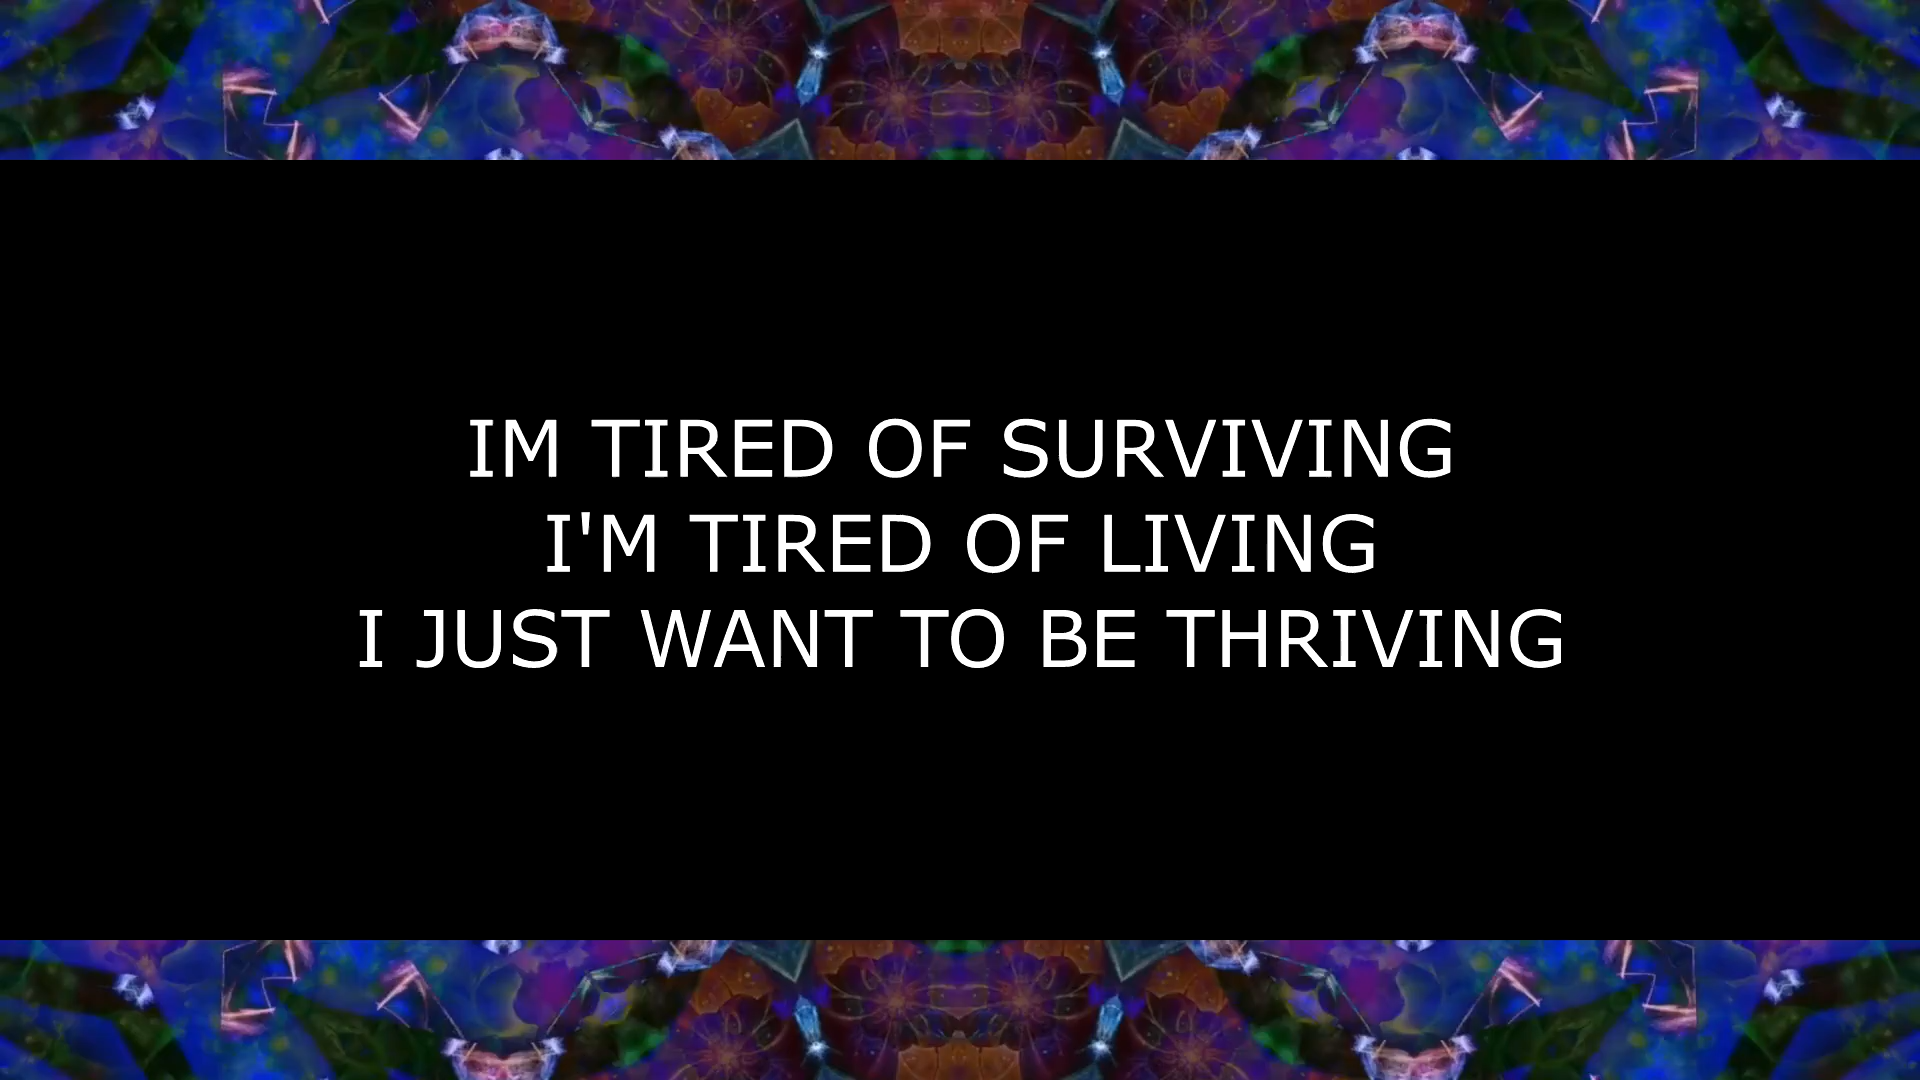 IM TIRED OF SURVIVING
I'M TIRED OF LIVING
I JUST WANT TO BE THRIVING